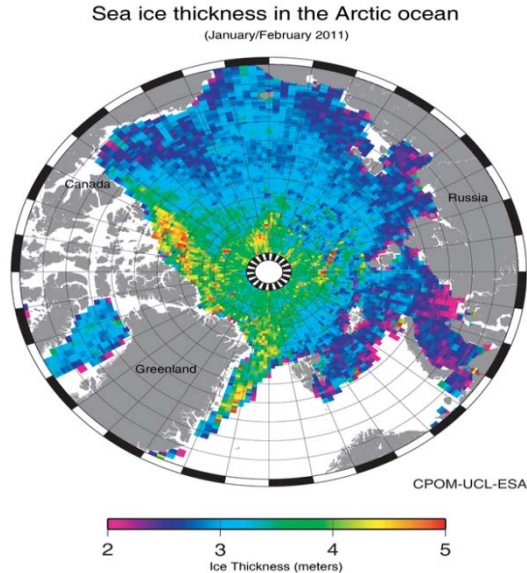 Sea ice thickness in the Arctic ocean
(January/February 2011)
Canada
Russia
Greenland
CPOM-UCL-ESA
2 3 4 5
Ice Thickness (meters)